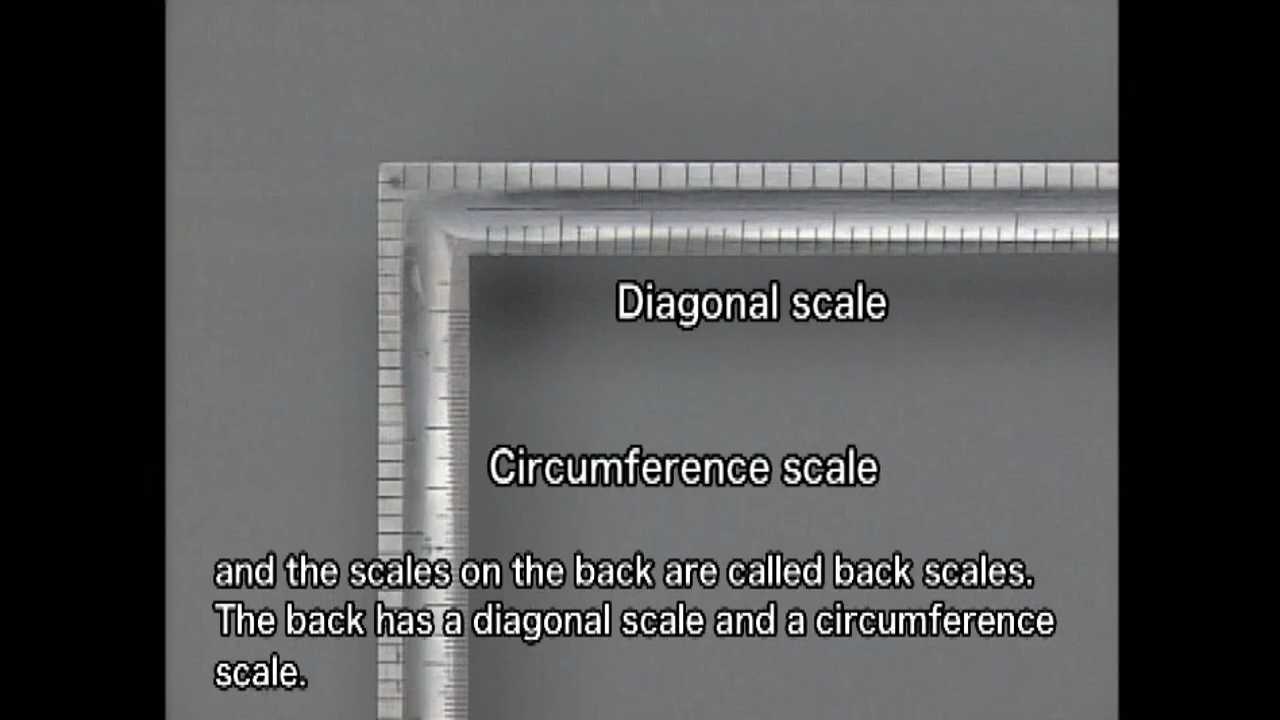 Diagonal scale
Circumference scale
and the scales on the back are called back scales.
The back has a diagonal scale and a circumference
scale.